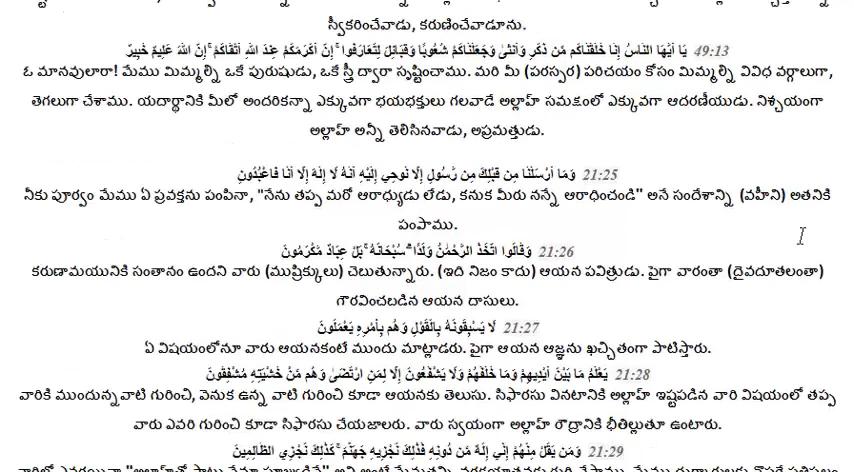 స్వీకరించేవాడు, కరుణించేవాడూను.
49:13 يَا أَيُّهَا النَّاسُ إِنَّا خَلَقْنَاكُم مِّن ذَكَرٍ وَأُنثَىٰ وَجَعَلْنَاكُمْ شُعُوبًا وَقَبَائِلَ لِتَعَارَفُوا ۚ إِنَّ أَكْرَمَكُمْ عِندَ اللَّهِ أَتْقَاكُمْ ۚ إِنَّ اللَّهَ عَلِيمٌ خَبِيرٌ
ఓ మానవులారా! మేము మిమ్మల్ని ఒకే పురుషుడు, ఒకే స్త్రీ ద్వారా సృష్టించాము. మరి మీ (పరస్పర) పరిచయం కోసం మిమ్మల్ని వివిధ వర్గాలుగా,
తెగలుగా చేశాము. యదార్థానికి మీలో అందరికన్నా ఎక్కువగా భయభక్తులు గలవాడే అల్లాహ్ సమక్షంలో ఎక్కువగా ఆదరణీయుడు. నిశ్చయంగా
అల్లాహ్ అన్నీ తెలిసినవాడు, అప్రమత్తుడు.
21:25 وَمَا أَرْسَلْنَا مِن قَبْلِكَ مِن رَّسُولٍ إِلَّا نُوحِي إِلَيْهِ أَنَّهُ لَا إِلَٰهَ إِلَّا أَنَا فَاعْبُدُونِ
నీకు పూర్వం మేము ఏ ప్రవక్తను పంపినా, "నేను తప్ప మరో ఆరాధ్యుడు లేడు, కనుక మీరు నన్నే ఆరాధించండి" అనే సందేశాన్ని (వహీని) అతనికి
పంపాము.
21:26 وَقَالُوا اتَّخَذَ الرَّحْمَٰنُ وَلَدًا ۗ سُبْحَانَهُ ۚ بَلْ عِبَادٌ مُّكْرَمُونَ
కరుణామయునికి సంతానం ఉందని వారు (ముష్రిక్కులు) చెబుతున్నారు. (ఇది నిజం కాదు) ఆయన పవిత్రుడు. పైగా వారంతా (దైవదూతలంతా)
గౌరవించబడిన ఆయన దాసులు.
21:27 لَا يَسْبِقُونَهُ بِالْقَوْلِ وَهُم بِأَمْرِهِ يَعْمَلُونَ
ఏ విషయంలోనూ వారు ఆయనకంటే ముందు మాట్లాడరు. పైగా ఆయన ఆజ్ఞను ఖచ్చితంగా పాటిస్తారు.
21:28 يَعْلَمُ مَا بَيْنَ أَيْدِيهِمْ وَمَا خَلْفَهُمْ وَلَا يَشْفَعُونَ إِلَّا لِمَنِ ارْتَضَىٰ وَهُم مِّنْ خَشْيَتِهِ مُشْفِقُونَ
వారికి ముందున్నవాటి గురించి, వెనుక ఉన్న వాటి గురించి కూడా ఆయనకు తెలుసు. సిఫారసు వినటానికి అల్లాహ్ ఇష్టపడిన వారి విషయంలో తప్ప
వారు ఎవరి గురించి కూడా సిఫారసు చేయజాలరు. వారు స్వయంగా అల్లాహ్ రౌద్రానికి భీతిల్లుతూ ఉంటారు.
21:29 وَمَن يَقُلْ مِنْهُمْ إِنِّي إِلَٰهٌ مِّن دُونِهِ فَذَٰلِكَ نَجْزِيهِ جَهَنَّمَ ۚ كَذَٰلِكَ نَجْزِي الظَّالِمِينَ